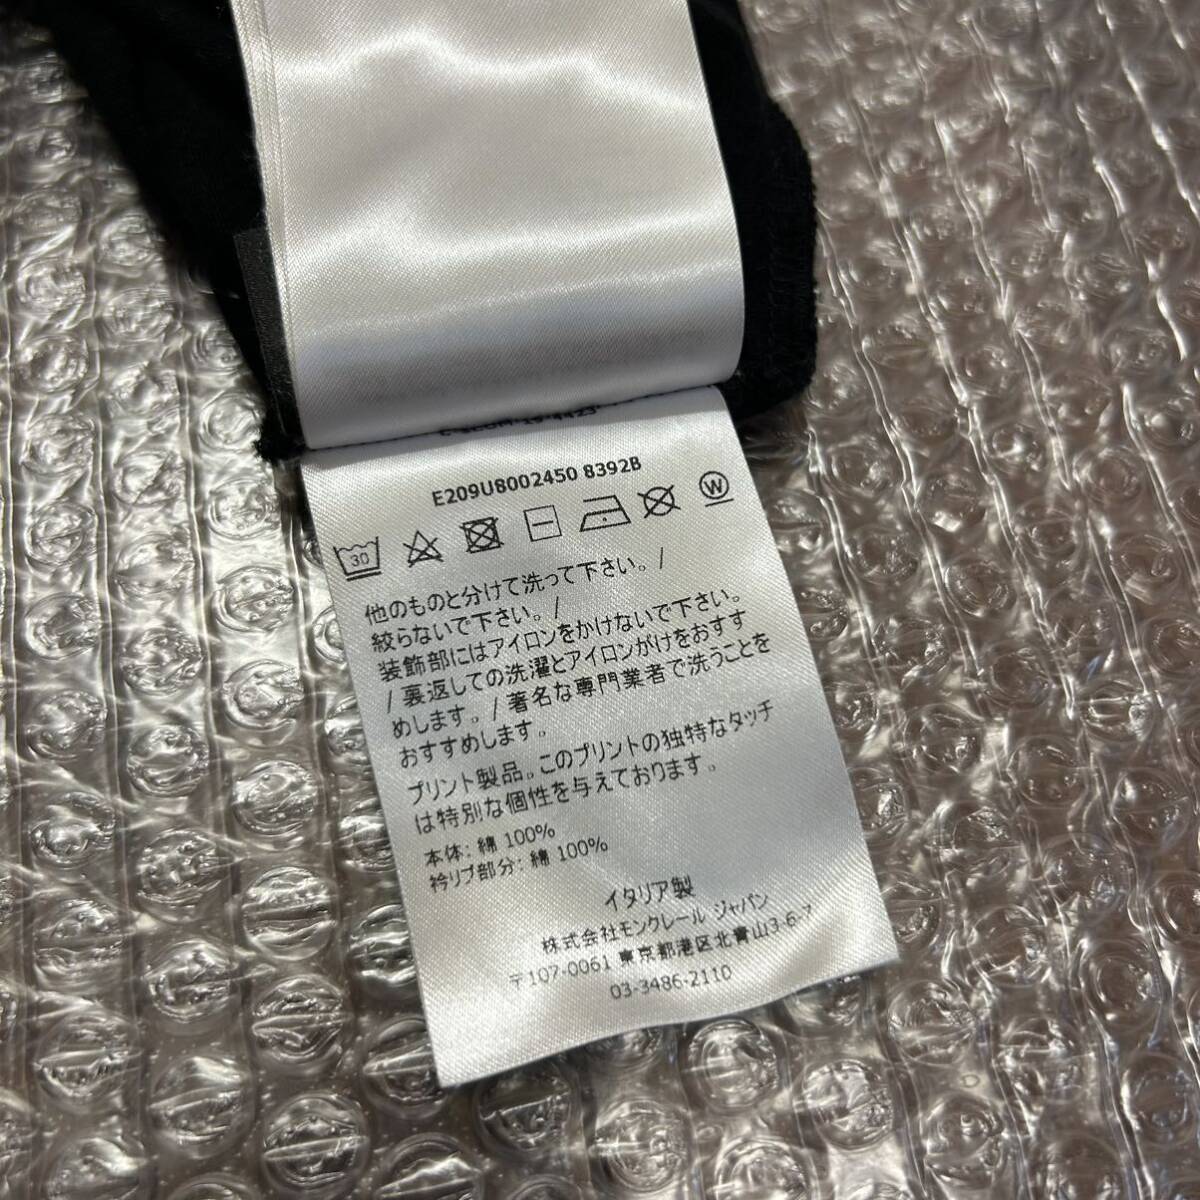 E209U8002450 8392B
30 W
他のものと分けて洗って下さい。/
絞らないで下さい。/
装飾部にはアイロンをかけないで下さい。
/ 裏返しての洗濯とアイロンがけをおすす
めします。/ 著名な専門業者で洗うことを
おすすめします。
プリント製品。このプリントの独特なタッチ
は特別な個性を与えております。
本体: 綿 100%
衿リブ部分: 綿 100%
イタリア製
株式会社モンクレール ジャパン
〒107-0061 東京都港区北青山3-6-7
03-3486-2110